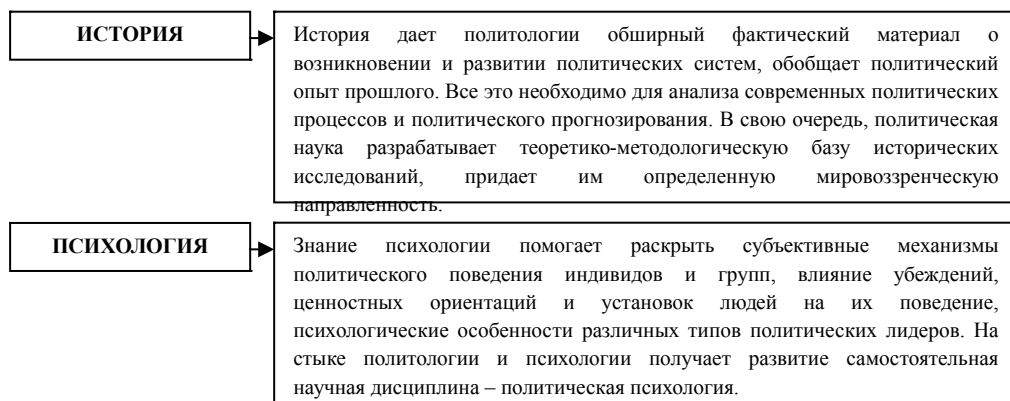 ИСТОРИЯ
История дает политологии обширный фактический материал о
возникновении и развитии политических систем, обобщает политический
опыт прошлого. Все это необходимо для анализа современных политических
процессов и политического прогнозирования. В свою очередь, политическая
наука разрабатывает теоретико-методологическую базу исторических
исследований, придает им определенную мировоззренческую
направленность.
ПСИХОЛОГИЯ
Знание психологии помогает раскрыть субъективные механизмы
политического поведения индивидов и групп, влияние убеждений,
ценностных ориентаций и установок людей на их поведение,
психологические особенности различных типов политических лидеров. На
стыке политологии и психологии получает развитие самостоятельная
научная дисциплина – политическая психология.